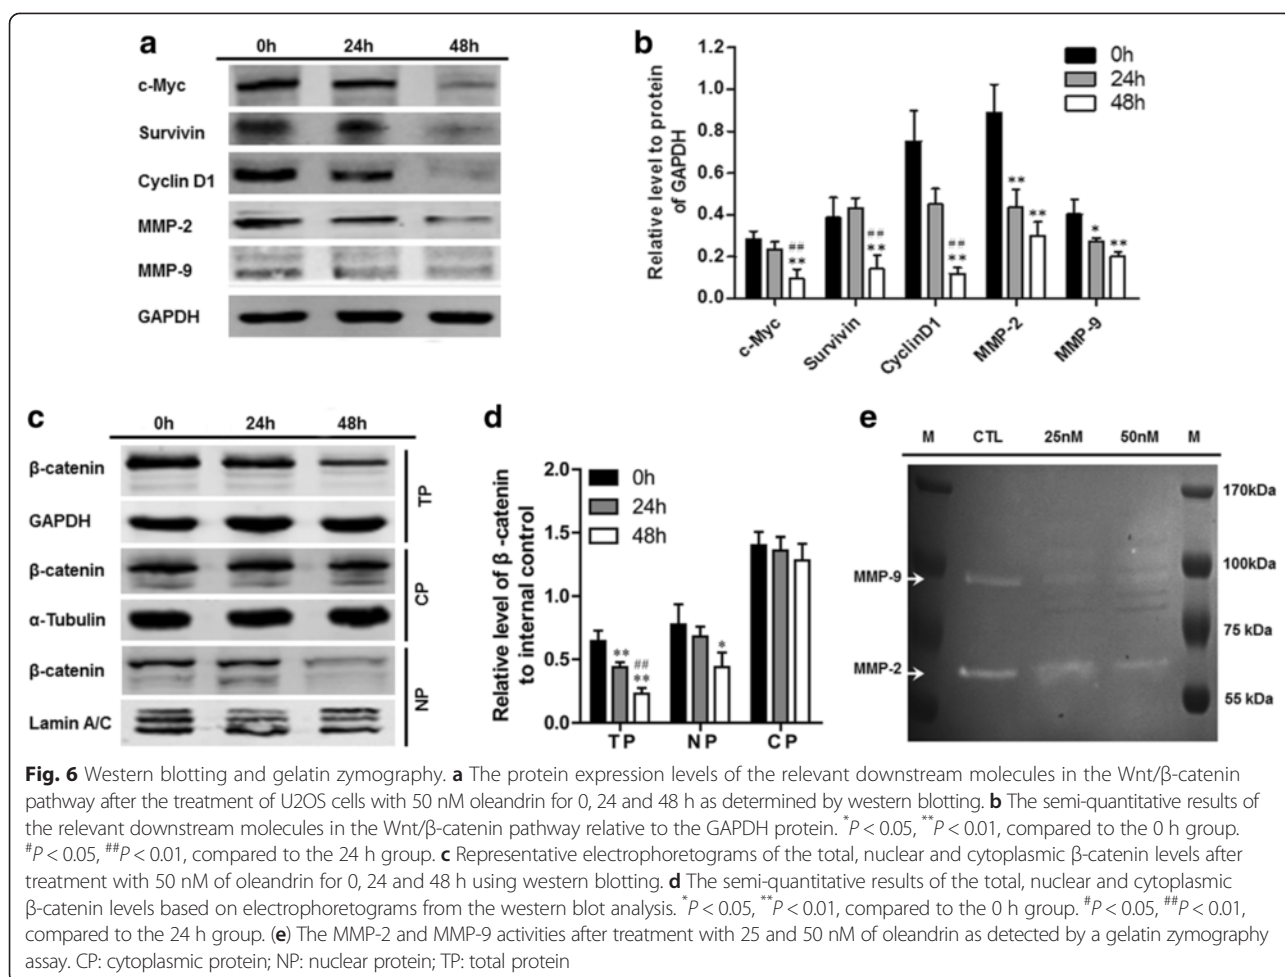 a
0h 24h 48h
c-Myc
Survivin
Cyclin D1
MMP-2
MMP-9
GAPDH
b
Relative level to protein
of GAPDH
1.2
1.0
0.8
0.6
0.4
0.2
0.0
0h
24h
48h
## **
## **
## **
** **
* **
c-Myc Survivin CyclinD1 MMP-2 MMP-9
c
0h 24h 48h
β-catenin
GAPDH
TP
β-catenin
α-Tubulin
CP
β-catenin
Lamin A/C
NP
d
Relative level of β -catenin
to internal control
2.0
1.5
1.0
0.5
0.0
0h
24h
48h
** ## **
*
TP NP CP
e
M CTL 25nM 50nM M
170kDa
100kDa
MMP-9
75 kDa
MMP-2
55 kDa
Fig. 6 Western blotting and gelatin zymography. a The protein expression levels of the relevant downstream molecules in the Wnt/β-catenin
pathway after the treatment of U2OS cells with 50 nM oleandrin for 0, 24 and 48 h as determined by western blotting. b The semi-quantitative results of
the relevant downstream molecules in the Wnt/β-catenin pathway relative to the GAPDH protein. *P < 0.05, **P < 0.01, compared to the 0 h group.
#P < 0.05, ##P < 0.01, compared to the 24 h group. c Representative electrophoretograms of the total, nuclear and cytoplasmic β-catenin levels after
treatment with 50 nM of oleandrin for 0, 24 and 48 h using western blotting. d The semi-quantitative results of the total, nuclear and cytoplasmic
β-catenin levels based on electrophoretograms from the western blot analysis. *P < 0.05, **P < 0.01, compared to the 0 h group. #P < 0.05, ##P < 0.01,
compared to the 24 h group. (e) The MMP-2 and MMP-9 activities after treatment with 25 and 50 nM of oleandrin as detected by a gelatin zymography
assay. CP: cytoplasmic protein; NP: nuclear protein; TP: total protein